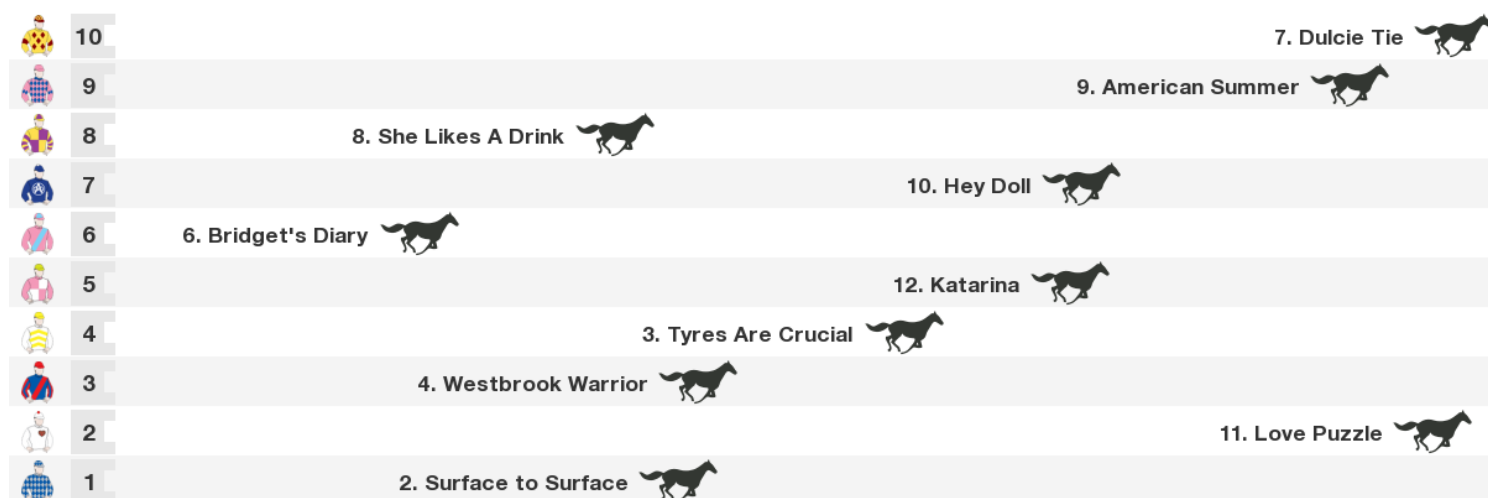 10 7. Dulcie Tie
9 9. American Summer
8 8. She Likes A Drink
7 10. Hey Doll
6 6. Bridget's Diary
5 12. Katarina
4 3. Tyres Are Crucial
3 4. Westbrook Warrior
2 11. Love Puzzle
1 2. Surface to Surface